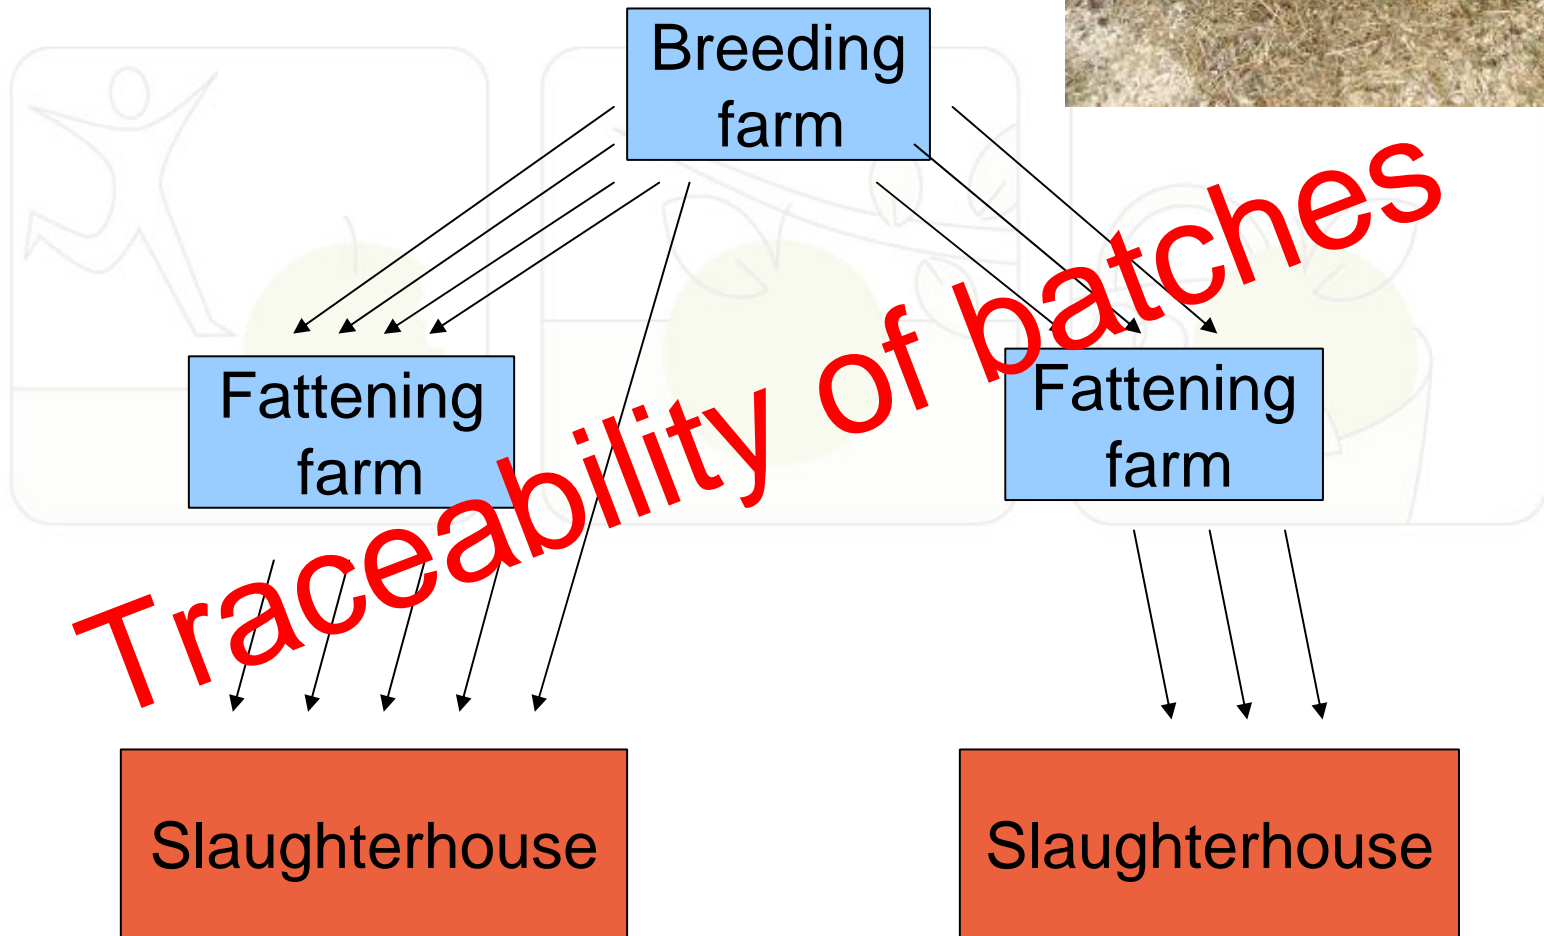 Breeding
farm
Traceability of batches
Fattening
farm
Fattening
farm
Slaughterhouse
Slaughterhouse